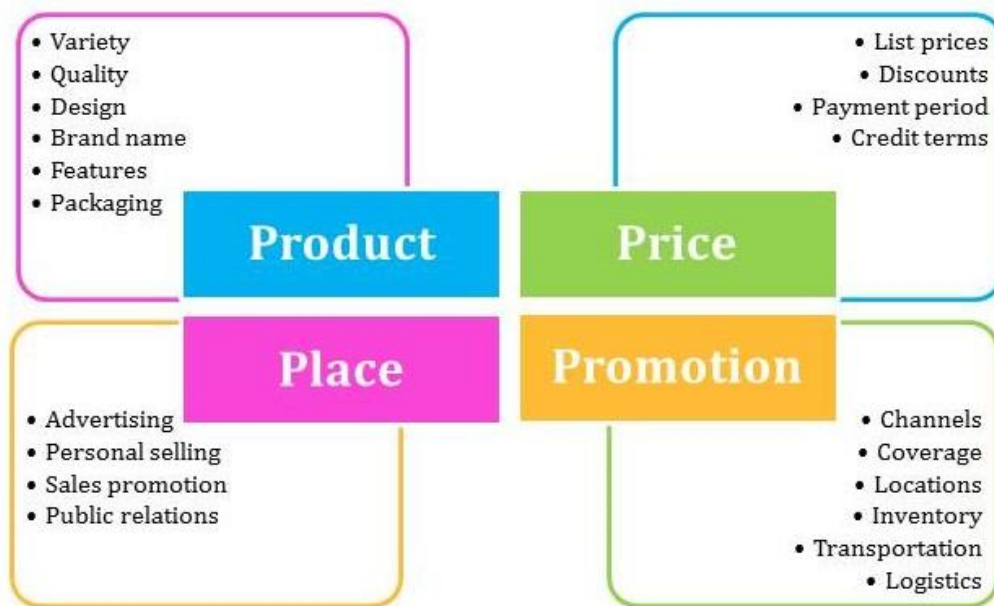 • Variety
• Quality
• Design
• Brand name
• Features
• Packaging
Product
• List prices
• Discounts
• Payment period
• Credit terms
Price
Place
• Advertising
• Personal selling
• Sales promotion
• Public relations
Promotion
• Channels
• Coverage
• Locations
• Inventory
• Transportation
• Logistics